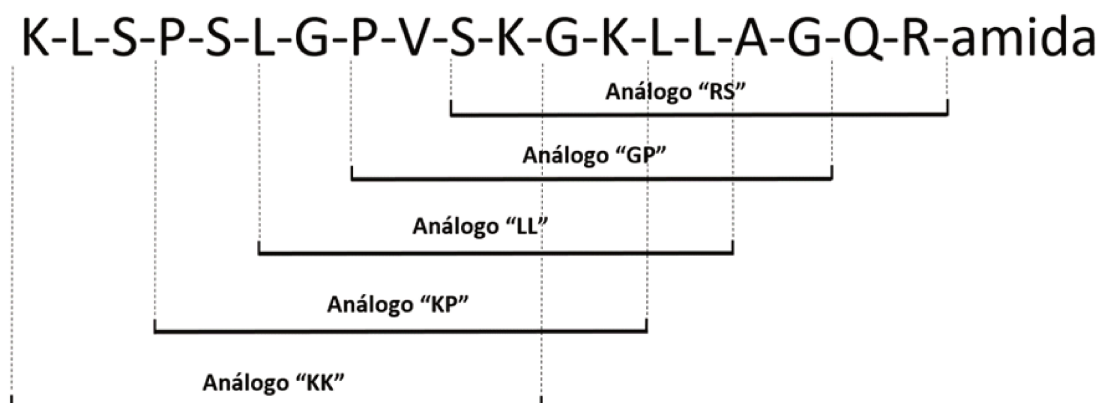 K-L-S-P-S-L-G-P-V-S-K-G-K-L-L-A-G-Q-R-amida
Análogo “RS”
Análogo “GP”
Análogo “LL”
Análogo “KP”
Análogo “KK”